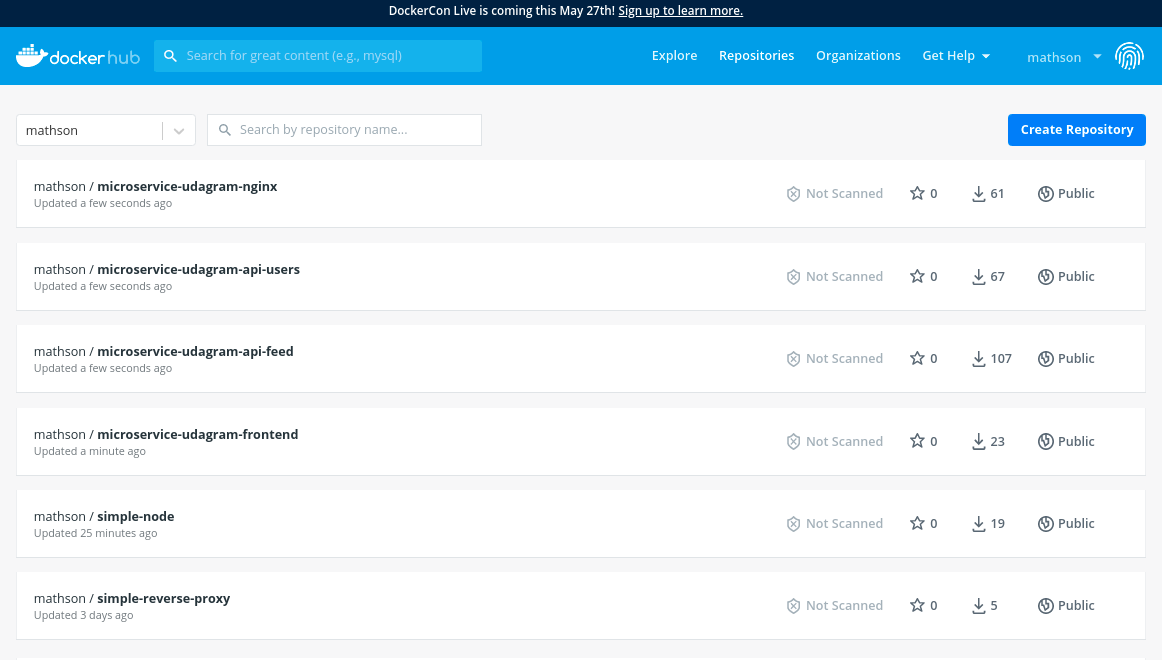 DockerCon Live is coming this May 27th! Sign up to learn more.
docker hub Search for great content (e.g., mysql) Explore Repositories Organizations Get Help mathson
mathson Search by repository name... Create Repository
mathson / microservice-udagram-nginx
Updated a few seconds ago
Not Scanned 0 61 Public
mathson / microservice-udagram-api-users
Updated a few seconds ago
Not Scanned 0 67 Public
mathson / microservice-udagram-api-feed
Updated a few seconds ago
Not Scanned 0 107 Public
mathson / microservice-udagram-frontend
Updated a minute ago
Not Scanned 0 23 Public
mathson / simple-node
Updated 25 minutes ago
Not Scanned 0 19 Public
mathson / simple-reverse-proxy
Updated 3 days ago
Not Scanned 0 5 Public